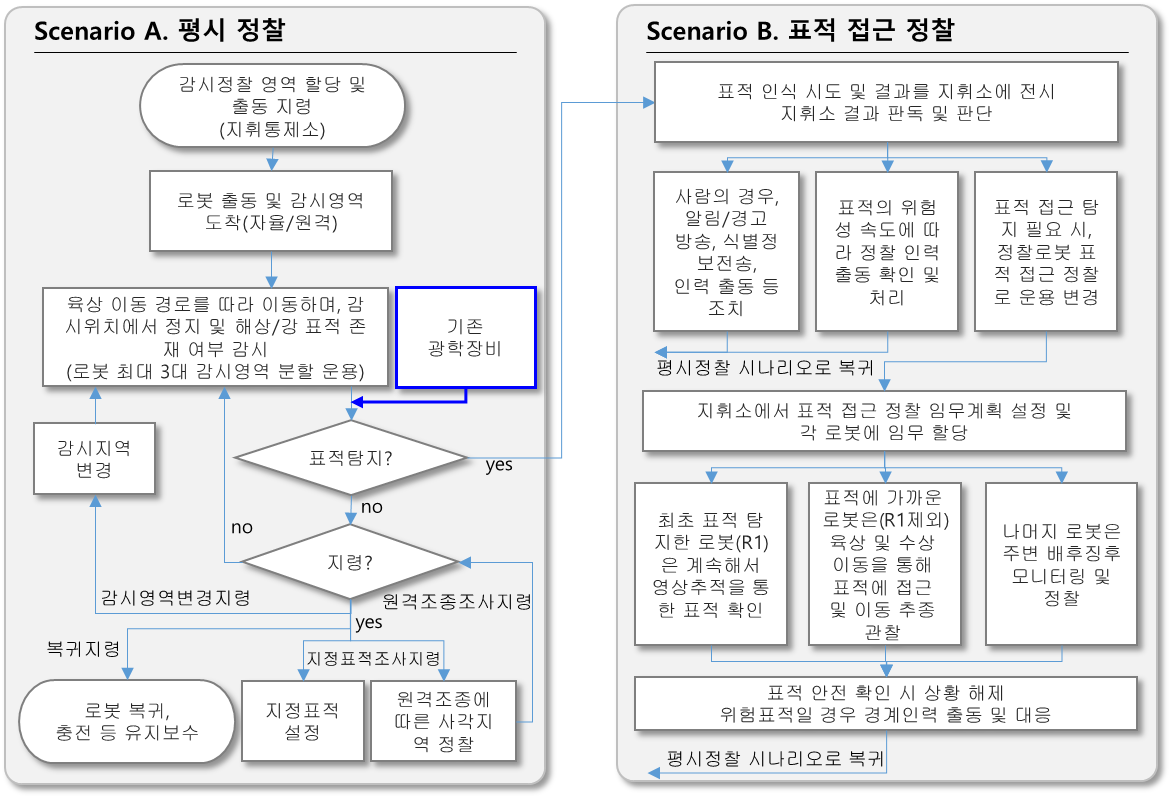 Scenario A. 평시 정찰
감시정찰 영역 할당 및
출동 지령
(지휘통제소)
로봇 출동 및 감시영역
도착(자율/원격)
육상 이동 경로를 따라 이동하며, 감
시위치에서 정지 및 해상/강 표적 존
재 여부 감시
(로봇 최대 3대 감시영역 분할 운용)
기존
광학장비
감시지역
변경
표적탐지?
yes
no
no
지령?
감시영역변경지령
원격조종조사지령
yes
복귀지령
지정표적조사지령
로봇 복귀,
충전 등 유지보수
지정표적
설정
원격조종에
따른 사각지
역 정찰
Scenario B. 표적 접근 정찰
표적 인식 시도 및 결과를 지휘소에 전시
지휘소 결과 판독 및 판단
사람의 경우,
알림/경고
방송, 식별정
보전송,
인력 출동 등
조치
표적의 위험
성 속도에 따
라 정찰 인력
출동 확인 및
처리
표적 접근 탐
지 필요 시,
정찰로봇 표
적 접근 정찰
로 운용 변경
평시정찰 시나리오로 복귀
지휘소에서 표적 접근 정찰 임무계획 설정 및
각 로봇에 임무 할당
최초 표적 탐
지한 로봇(R1)
은 계속해서
영상추적을 통
한 표적 확인
표적에 가까운
로봇은(R1제외)
육상 및 수상
이동을 통해
표적에 접근
및 이동 추종
관찰
나머지 로봇은
주변 배후징후
모니터링 및
정찰
표적 안전 확인 시 상황 해제
위험표적일 경우 경계인력 출동 및 대응
평시정찰 시나리오로 복귀